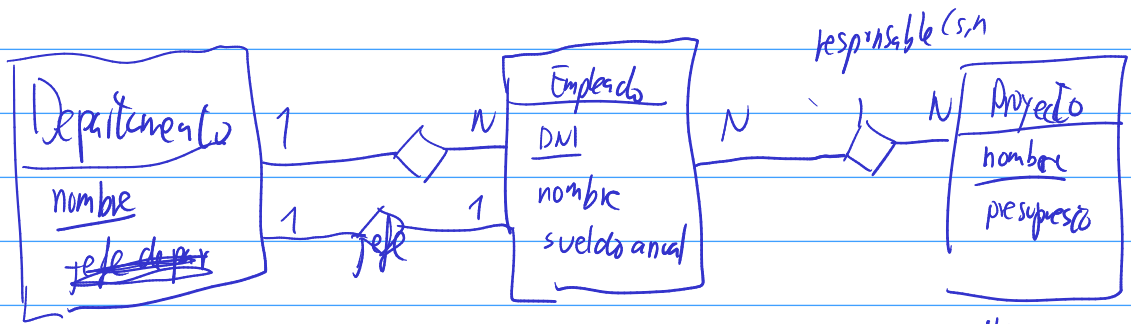 responsable (s,n
Departamento
nombre
1
N
1
jefe
1
Empleado
DNI
nombre
sueldo anual
N
N
Proyecto
nombre
presupuesto